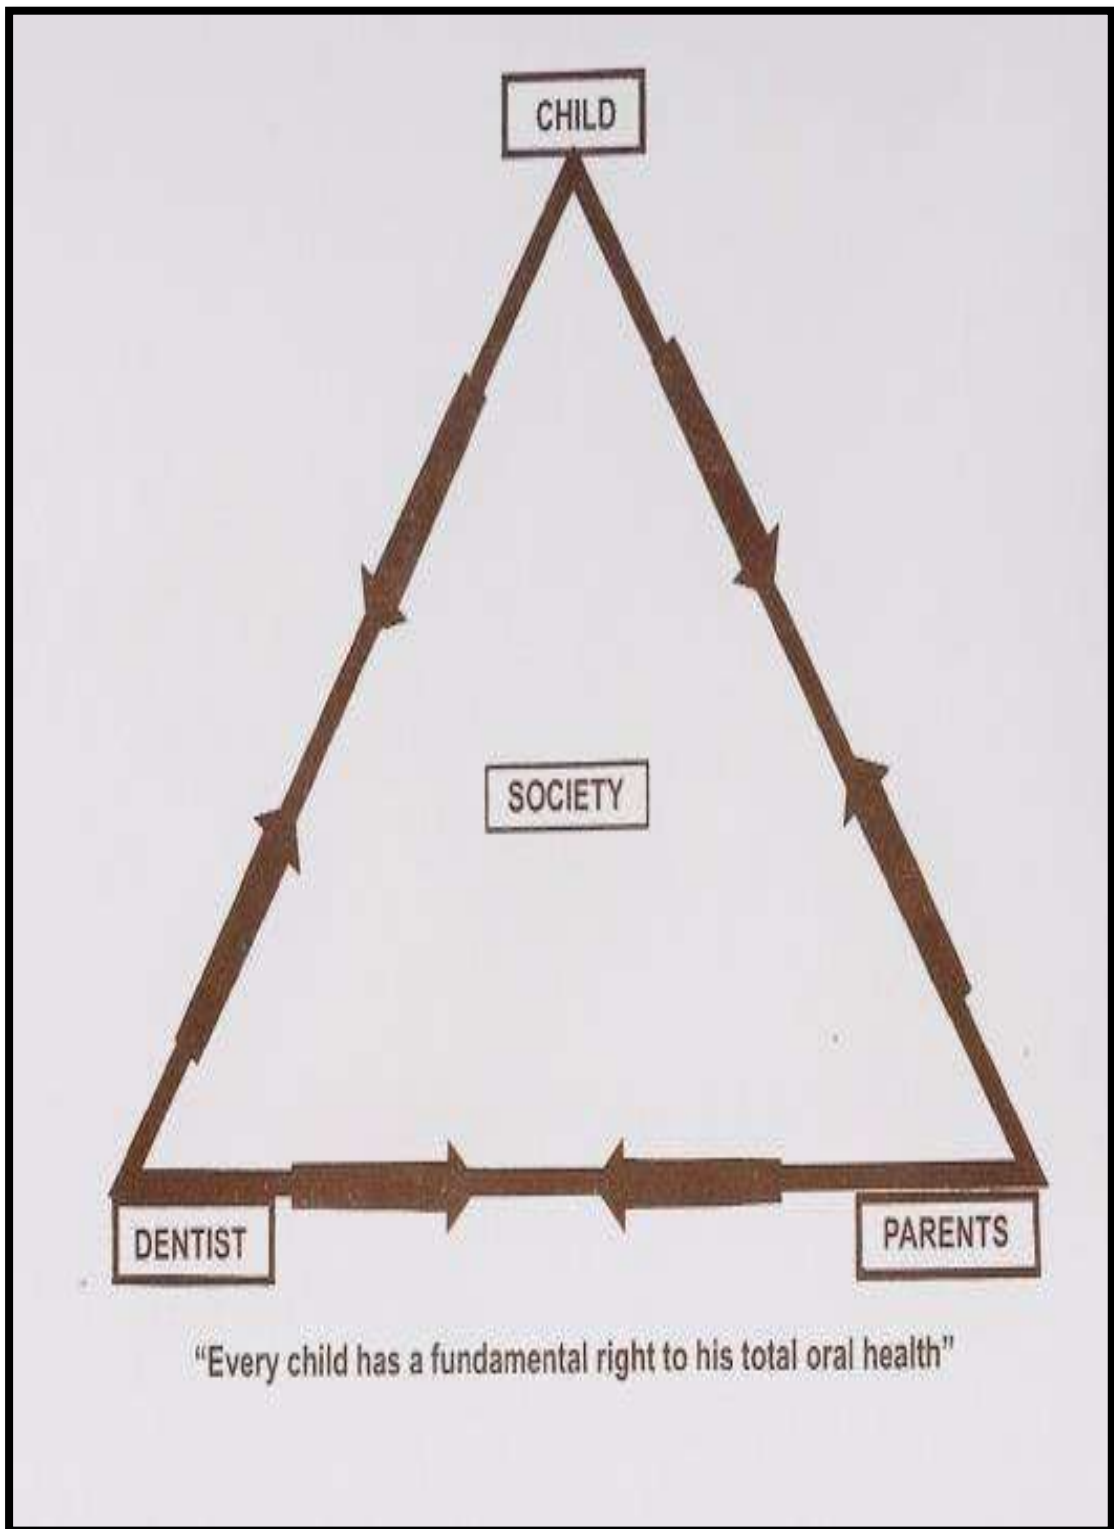 CHILD
SOCIETY
DENTIST
PARENTS
“Every child has a fundamental right to his total oral health”